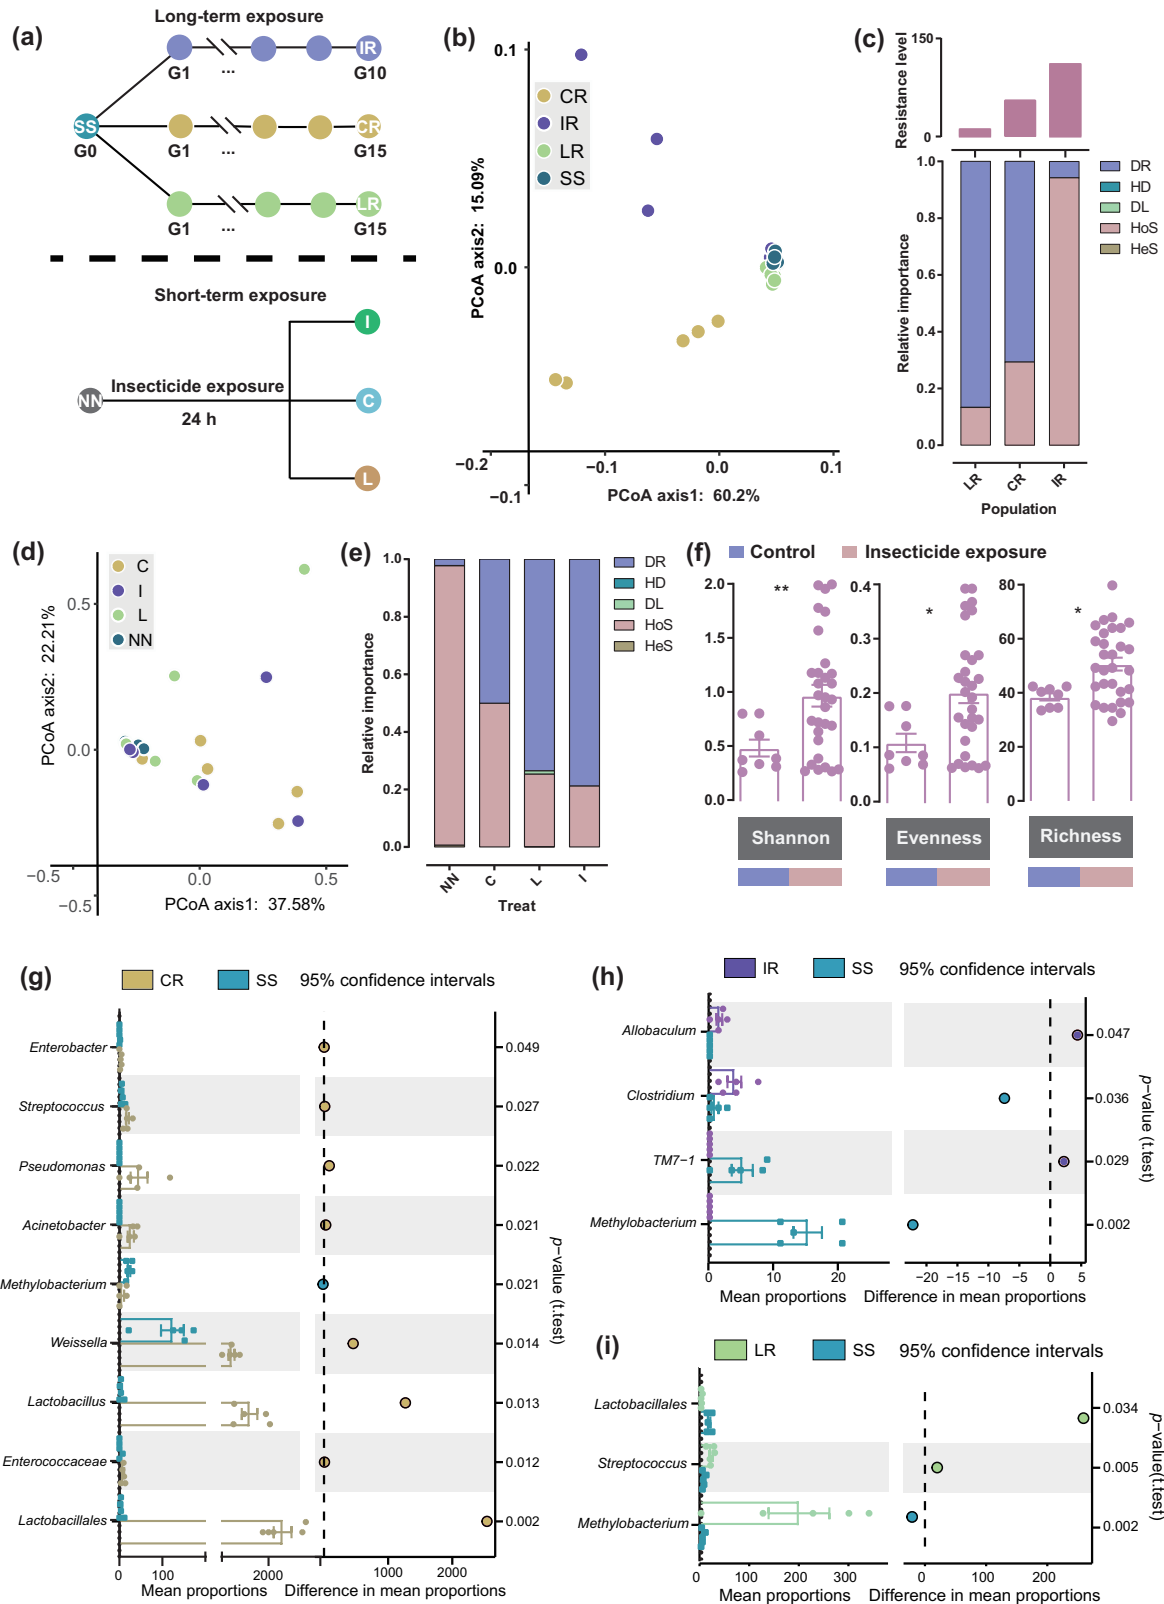 (a)
Long-term exposure
IR
G1
...
G10
SS
G0
CR
G1
...
G15
LR
G1
...
G15
Short-term exposure
I
NN
Insecticide exposure
24 h
C
L
(b)
0.1
CR
IR
LR
SS
PCoA axis2: 15.09%
0.0
−0.2
−0.1
0.0
0.1
−0.1
PCoA axis1: 60.2%
(c)
150
Resistance level
0
1.0
0.8
0.6
0.4
0.2
0.0
Relative importance
DR
HD
DL
HoS
HeS
LR
CR
IR
Population
(d)
C
I
L
NN
0.5
PCoA axis2: 22.21%
0.0
−0.5
0.0
0.5
−0.5
PCoA axis1: 37.58%
(e)
1.0
0.8
0.6
0.4
0.2
0.0
Relative importance
DR
HD
DL
HoS
HeS
NN
C
L
I
Treat
(f)
Control
Insecticide exposure
2.0
1.5
1.0
0.5
0.0
**
Shannon
0.4
0.3
0.2
0.1
0.0
*
Evenness
80
60
40
20
0
*
Richness
(g)
CR
SS
95% confidence intervals
Enterobacter
0.049
Streptococcus
0.027
Pseudomonas
0.022
Acinetobacter
0.021
Methylobacterium
0.021
Weissella
0.014
Lactobacillus
0.013
Enterococcaceae
0.012
Lactobacillales
0.002
p−value (t.test)
0
100
2000
0
1000
2000
Mean proportions
Difference in mean proportions
(h)
IR
SS
95% confidence intervals
Allobaculum
0.047
Clostridium
0.036
TM7−1
0.029
Methylobacterium
0.002
p−value (t.test)
0
10
20
−20
−15
−10
−5
0
5
Mean proportions
Difference in mean proportions
(i)
LR
SS
95% confidence intervals
Lactobacillales
0.034
Streptococcus
0.005
Methylobacterium
0.002
p−value(t.test)
0
100
200
300
0
100
200
Mean proportions
Difference in mean proportions